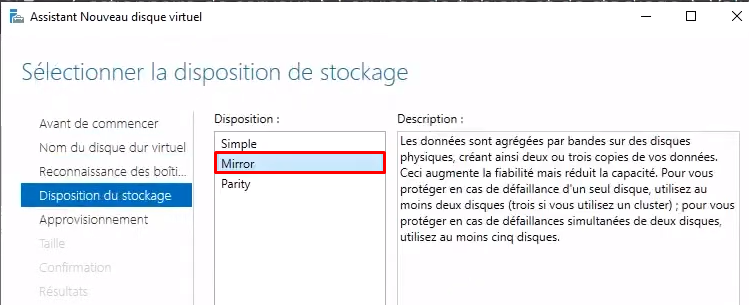 Assistant Nouveau disque virtuel
Sélectionner la disposition de stockage
Avant de commencer
Nom du disque dur virtuel
Reconnaissance des boîti...
Disposition du stockage
Approvisionnement
Taille
Confirmation
Résultats
Disposition :
Simple
Mirror
Parity
Description :
Les données sont agrégées par bandes sur des disques
physiques, créant ainsi deux ou trois copies de vos données.
Ceci augmente la fiabilité mais réduit la capacité. Pour vous
protéger en cas de défaillance d'un seul disque, utilisez au
moins deux disques (trois si vous utilisez un cluster) ; pour vous
protéger en cas de défaillances simultanées de deux disques,
utilisez au moins cinq disques.